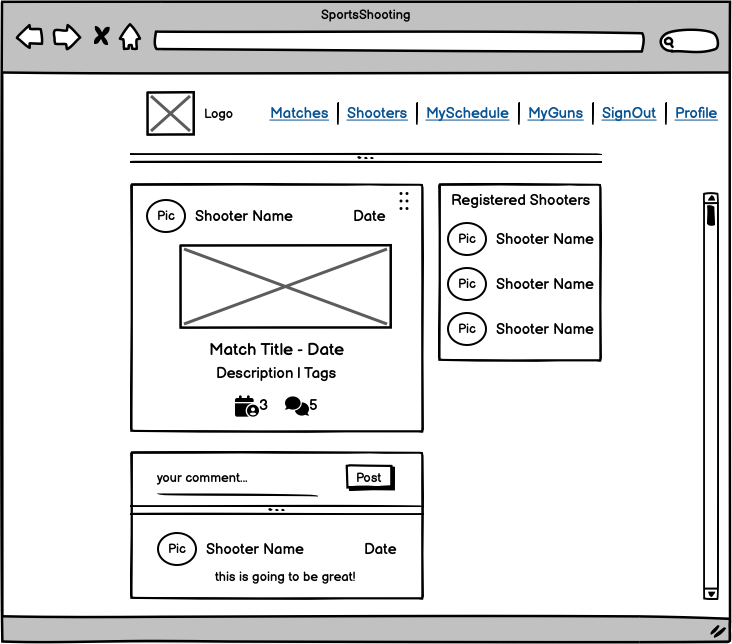 SportsShooting
Logo Matches Shooters MySchedule MyGuns SignOut Profile
Pic Shooter Name Date
Match Title - Date
Description | Tags
3 5
Registered Shooters
Pic Shooter Name
Pic Shooter Name
Pic Shooter Name
your comment... Post
Pic Shooter Name Date
this is going to be great!